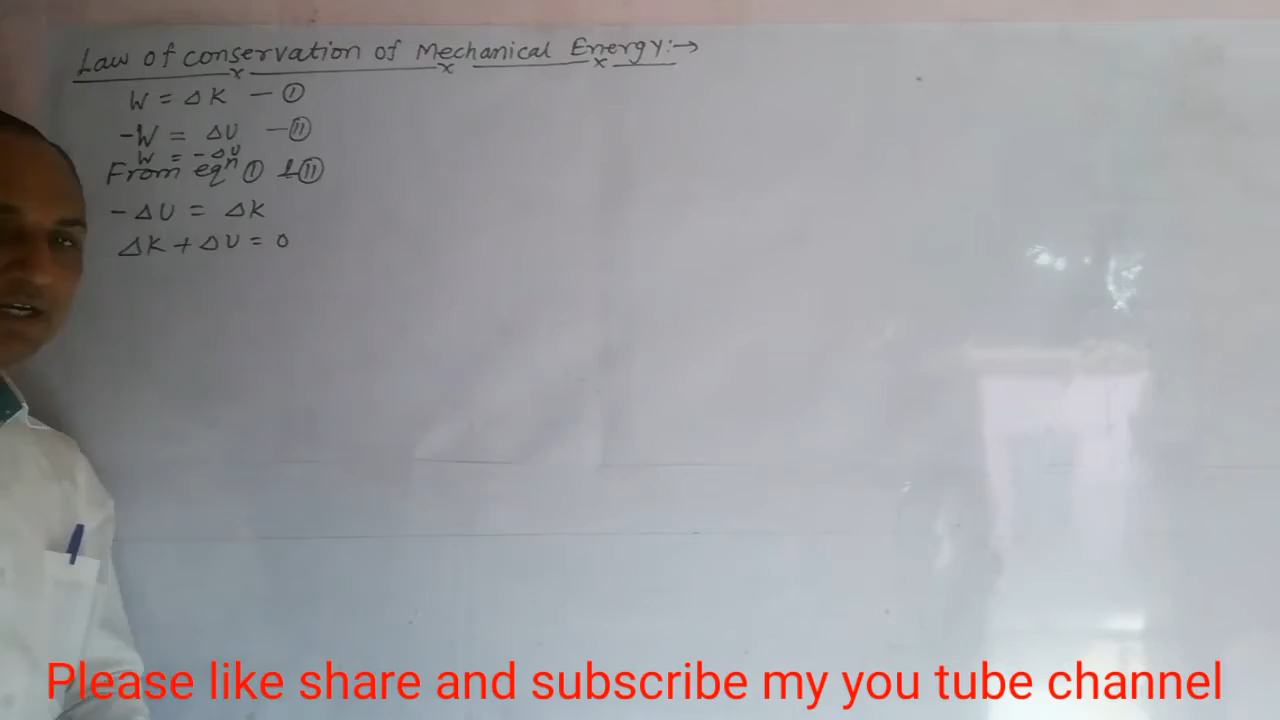 Law of conservation of Mechanical Energy:→
W = ΔK — ①
-W = ΔU — ⑪
W = -ΔU
From eqⁿ ① & ⑪
-ΔU = ΔK
ΔK + ΔU = 0
Please like share and subscribe my you tube channel